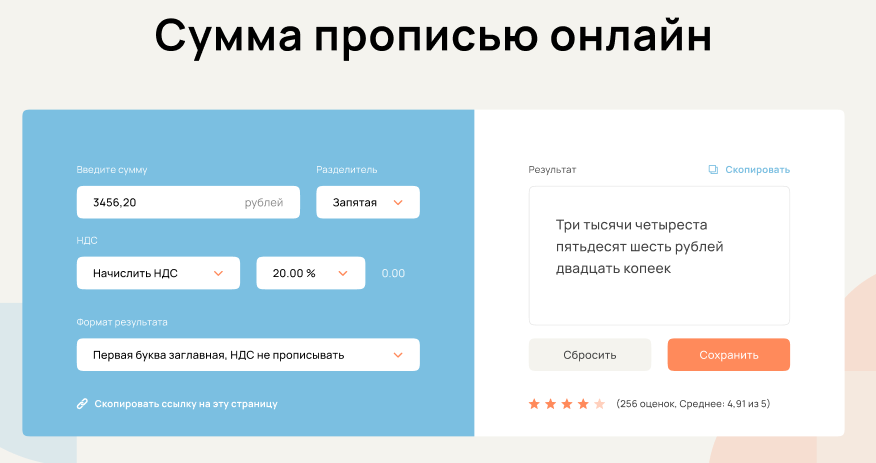 Сумма прописью онлайн
Введите сумму
Разделитель
3456,20 рублей
Запятая
НДС
Начислить НДС
20.00 %
0.00
Формат результата
Первая буква заглавная, НДС не прописывать
Скопировать ссылку на эту страницу
Результат
Скопировать
Три тысячи четыреста
пятьдесят шесть рублей
двадцать копеек
Сбросить
Сохранить
(256 оценок, Среднее: 4,91 из 5)